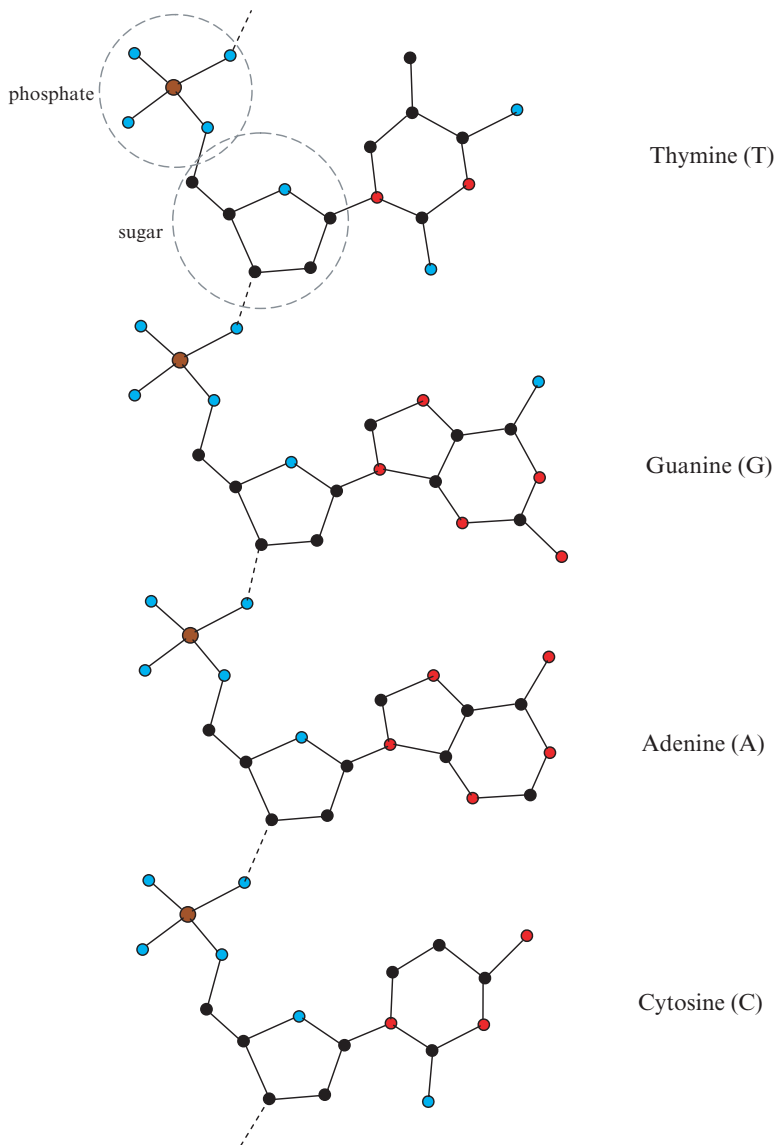 phosphate
Thymine (T)
sugar
Guanine (G)
Adenine (A)
Cytosine (C)